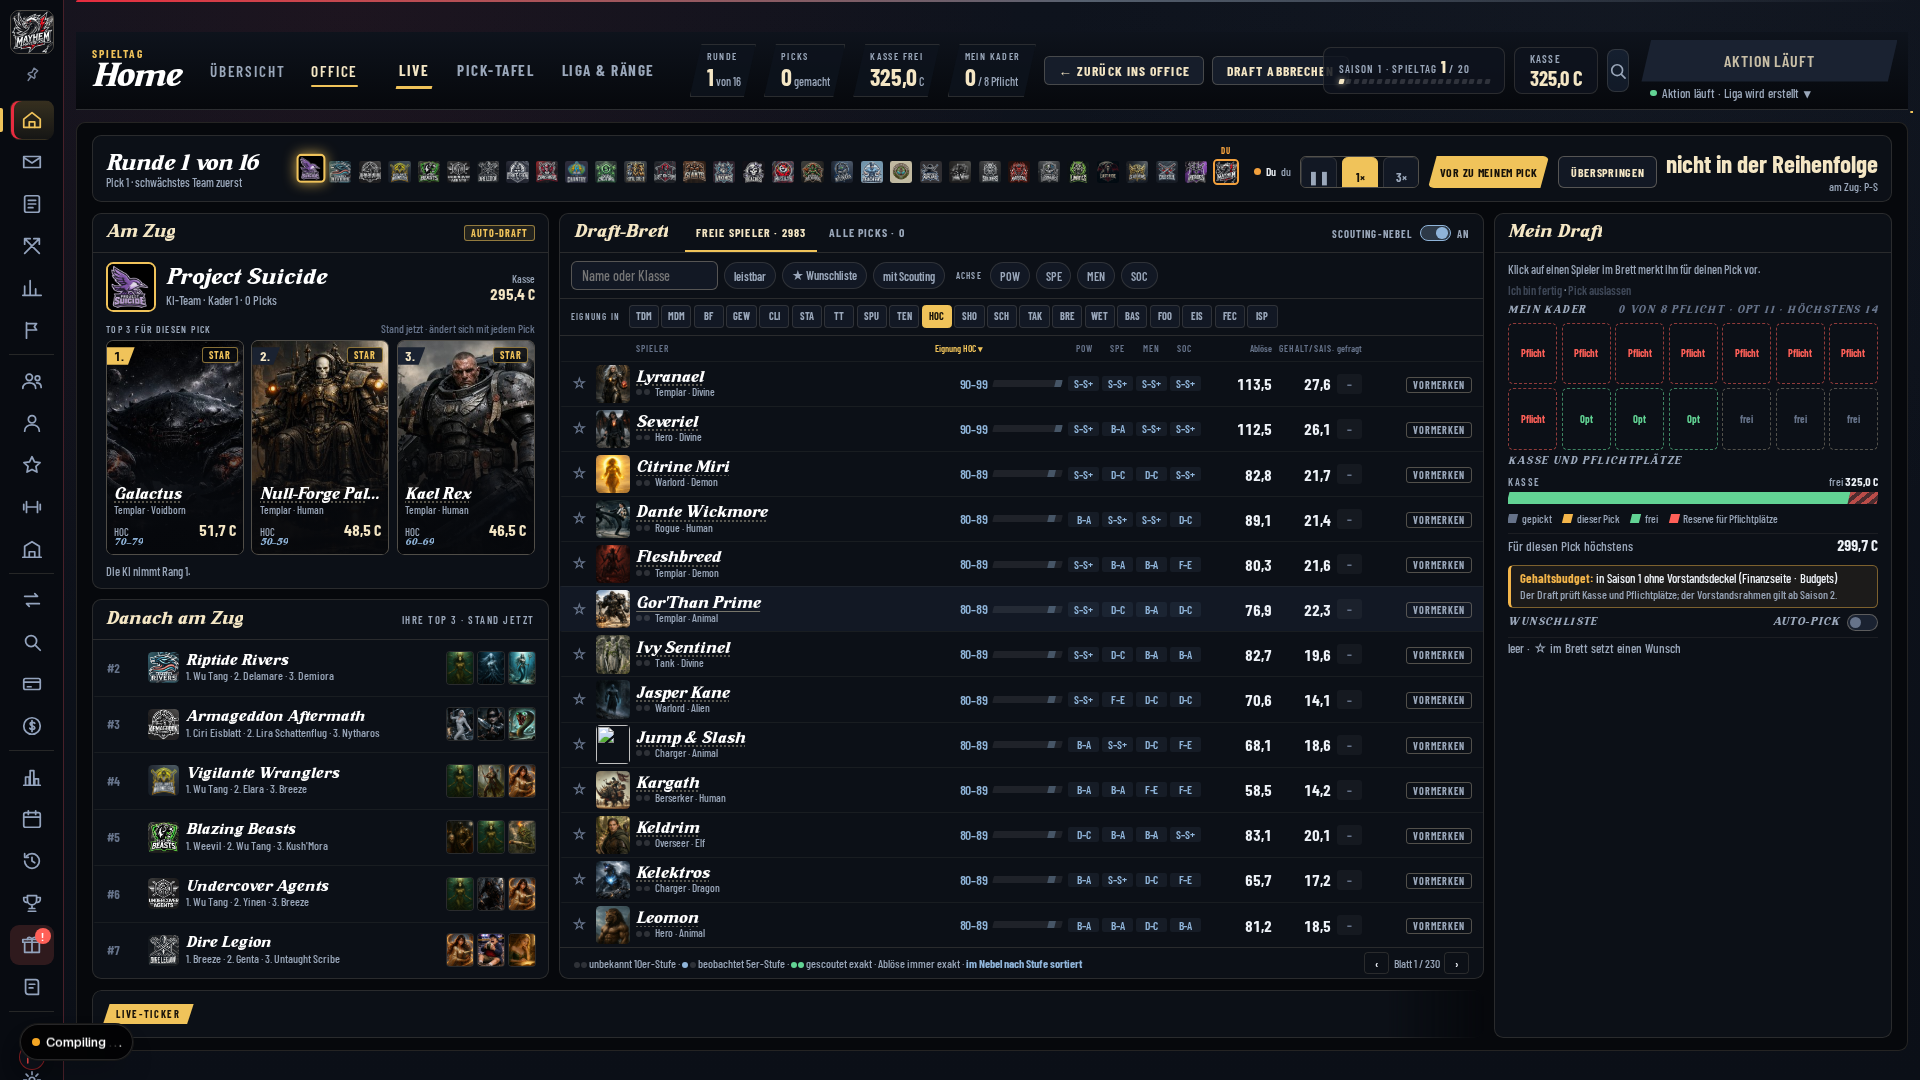 SPIELTAG
Home
ÜBERSICHT
OFFICE
LIVE
PICK-TAFEL
LIGA & RÄNGE
RUNDE
1 von 16
PICKS
0 gemacht
KASSE FREI
325,0 C
MEIN KADER
0 / 8 Pflicht
← ZURÜCK INS OFFICE
DRAFT ABBRECHEN
SAISON 1 · SPIELTAG 1 / 20
KASSE
325,0 C
AKTION LÄUFT
Aktion läuft · Liga wird erstellt ▼
Runde 1 von 16
Pick 1 · schwächstes Team zuerst
DU
Du du
1×
3×
VOR ZU MEINEM PICK
ÜBERSPRINGEN
nicht in der Reihenfolge
am Zug: P-S
Am Zug
AUTO-DRAFT
Project Suicide
KI-Team · Kader 1 · 0 Picks
Kasse
295,4 C
TOP 3 FÜR DIESEN PICK
Stand jetzt · ändert sich mit jedem Pick
1. STAR
Galactus
Templar · Voidborn
HOC
70–79
51,7 C
2. STAR
Null-Forge Pal...
Templar · Human
HOC
50–59
48,5 C
3. STAR
Kael Rex
Templar · Human
HOC
60–69
46,5 C
Die KI nimmt Rang 1.
Danach am Zug
IHRE TOP 3 · STAND JETZT
#2 Riptide Rivers
1. Wu Tang · 2. Delamare · 3. Demiora
#3 Armageddon Aftermath
1. Ciri Eisblatt · 2. Lira Schattenflug · 3. Nytharos
#4 Vigilante Wranglers
1. Wu Tang · 2. Elara · 3. Breeze
#5 Blazing Beasts
1. Weevil · 2. Wu Tang · 3. Kush'Mora
#6 Undercover Agents
1. Wu Tang · 2. Yinen · 3. Breeze
#7 Dire Legion
1. Breeze · 2. Genta · 3. Untaught Scribe
Draft-Brett
FREIE SPIELER · 2983
ALLE PICKS · 0
SCOUTING-NEBEL AN
Name oder Klasse
leistbar
★ Wunschliste
mit Scouting
ACHSE
POW
SPE
MEN
SOC
EIGNUNG IN TDM MDM BF GEW CLI STA TT SPU TEN HOC SHO SCH TAK BRE WET BAS FOO EIS FEC ISP
SPIELER Eignung HOC ▾ POW SPE MEN SOC Ablöse GEHALT/SAIS. gefragt
☆ Lyranael
Templar · Divine
90–99 S–S+ S–S+ S–S+ S–S+ 113,5 27,6 – VORMERKEN
☆ Severiel
Hero · Divine
90–99 S–S+ B–A S–S+ S–S+ 112,5 26,1 – VORMERKEN
☆ Citrine Miri
Warlord · Demon
80–89 S–S+ D–C D–C S–S+ 82,8 21,7 – VORMERKEN
☆ Dante Wickmore
Rogue · Human
80–89 B–A S–S+ S–S+ D–C 89,1 21,4 – VORMERKEN
☆ Fleshbreed
Templar · Demon
80–89 S–S+ B–A B–A F–E 80,3 21,6 – VORMERKEN
☆ Gor'Than Prime
Templar · Animal
80–89 S–S+ D–C B–A D–C 76,9 22,3 – VORMERKEN
☆ Ivy Sentinel
Tank · Divine
80–89 S–S+ D–C B–A B–A 82,7 19,6 – VORMERKEN
☆ Jasper Kane
Warlord · Alien
80–89 S–S+ F–E D–C D–C 70,6 14,1 – VORMERKEN
☆ Jump & Slash
Charger · Animal
80–89 B–A S–S+ D–C F–E 68,1 18,6 – VORMERKEN
☆ Kargath
Berserker · Human
80–89 B–A B–A F–E F–E 58,5 14,2 – VORMERKEN
☆ Keldrim
Overseer · Elf
80–89 D–C B–A B–A S–S+ 83,1 20,1 – VORMERKEN
☆ Kelektros
Charger · Dragon
80–89 B–A S–S+ D–C F–E 65,7 17,2 – VORMERKEN
☆ Leomon
Hero · Animal
80–89 B–A B–A D–C B–A 81,2 18,5 – VORMERKEN
unbekannt 10er-Stufe · beobachtet 5er-Stufe · gescoutet exakt · Ablöse immer exakt · im Nebel nach Stufe sortiert
‹ Blatt 1 / 230 ›
Mein Draft
Klick auf einen Spieler im Brett merkt ihn für deinen Pick vor.
Ich bin fertig · Pick auslassen
MEIN KADER
0 VON 8 PFLICHT · OPT 11 · HÖCHSTENS 14
Pflicht Pflicht Pflicht Pflicht Pflicht Pflicht Pflicht
Pflicht Opt Opt Opt frei frei frei
KASSE UND PFLICHTPLÄTZE
KASSE frei 325,0 C
gepickt dieser Pick frei Reserve für Pflichtplätze
Für diesen Pick höchstens 299,7 C
Gehaltsbudget: in Saison 1 ohne Vorstandsdeckel (Finanzseite · Budgets)
Der Draft prüft Kasse und Pflichtplätze; der Vorstandsrahmen gilt ab Saison 2.
WUNSCHLISTE AUTO-PICK
leer · ☆ im Brett setzt einen Wunsch
LIVE-TICKER
Compiling ...